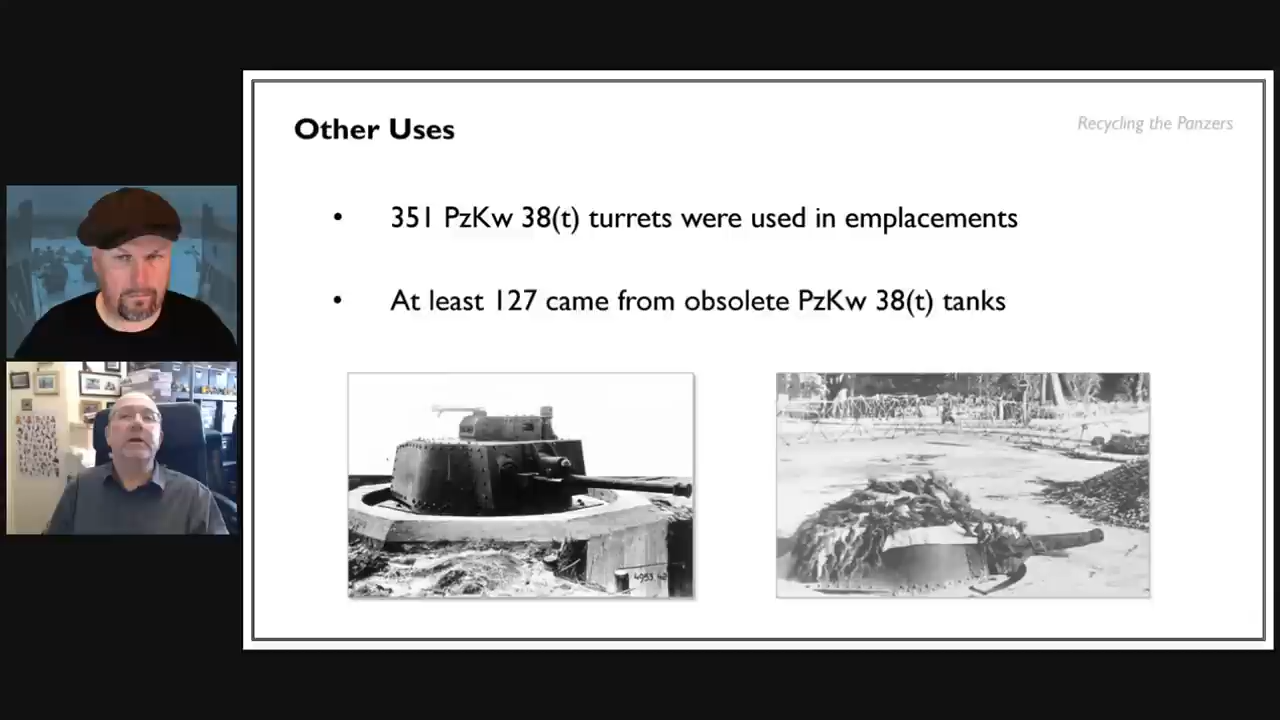 Other Uses
Recycling the Panzers
• 351 PzKw 38(t) turrets were used in emplacements
• At least 127 came from obsolete PzKw 38(t) tanks